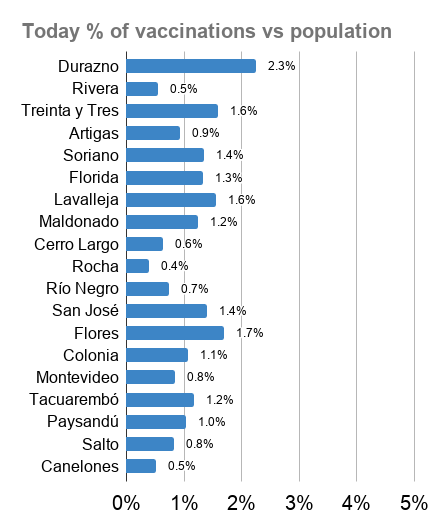 Today % of vaccinations vs population
Durazno 2.3%
Rivera 0.5%
Treinta y Tres 1.6%
Artigas 0.9%
Soriano 1.4%
Florida 1.3%
Lavalleja 1.6%
Maldonado 1.2%
Cerro Largo 0.6%
Rocha 0.4%
Río Negro 0.7%
San José 1.4%
Flores 1.7%
Colonia 1.1%
Montevideo 0.8%
Tacuarembó 1.2%
Paysandú 1.0%
Salto 0.8%
Canelones 0.5%
0% 1% 2% 3% 4% 5%